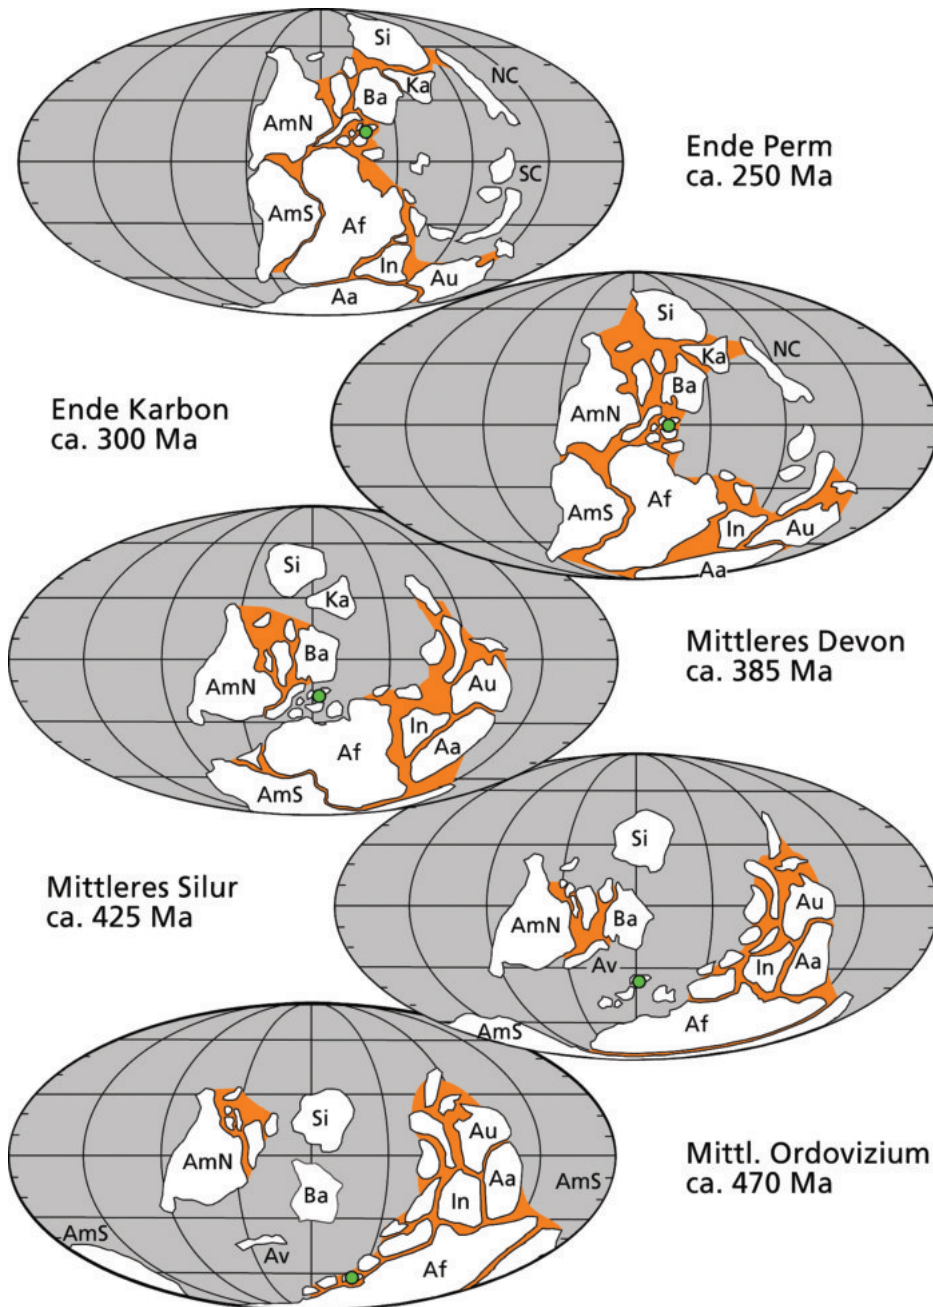 Si
NC
Ka
Ba
AmN
Ende Perm
ca. 250 Ma
SC
AmS
Af
In
Au
Aa
Si
NC
Ka
Ende Karbon
ca. 300 Ma
Ba
AmN
Af
AmS
In
Au
Aa
Si
Ka
Mittleres Devon
ca. 385 Ma
Ba
AmN
Au
In
Aa
Af
AmS
Si
Mittleres Silur
ca. 425 Ma
Au
AmN
Ba
Av
In
Aa
AmS
Af
Si
Au
Mittl. Ordovizium
ca. 470 Ma
AmN
Aa
AmS
Ba
In
AmS
Av
Af